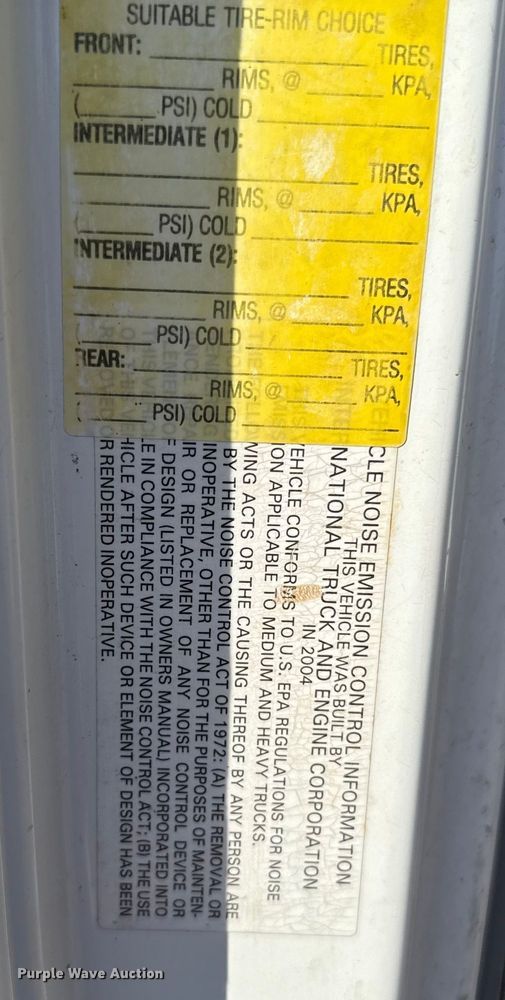 SUITABLE TIRE-RIM CHOICE
FRONT: TIRES,
RIMS, @ KPA,
( PSI) COLD
INTERMEDIATE (1):
TIRES,
RIMS, @ KPA,
( PSI) COLD
INTERMEDIATE (2):
TIRES,
RIMS, @ KPA,
( PSI) COLD
REAR: TIRES,
RIMS, @ KPA,
( PSI) COLD
CLE NOISE EMISSION CONTROL INFORMATION
THIS VEHICLE WAS BUILT BY
NATIONAL TRUCK AND ENGINE CORPORATION
IN 2004
VEHICLE CONFORMS TO U.S. EPA REGULATIONS FOR NOISE
ION APPLICABLE TO MEDIUM AND HEAVY TRUCKS.
WING ACTS OR THE CAUSING THEREOF BY ANY PERSON ARE
BY THE NOISE CONTROL ACT OF 1972: (A) THE REMOVAL OR
INOPERATIVE, OTHER THAN FOR THE PURPOSES OF MAINTEN-
IR OR REPLACEMENT OF ANY NOISE CONTROL DEVICE OR
F DESIGN (LISTED IN OWNERS MANUAL) INCORPORATED INTO
LE IN COMPLIANCE WITH THE NOISE CONTROL ACT; (B) THE USE
HICLE AFTER SUCH DEVICE OR ELEMENT OF DESIGN HAS BEEN
R RENDERED INOPERATIVE.
Purple Wave Auction